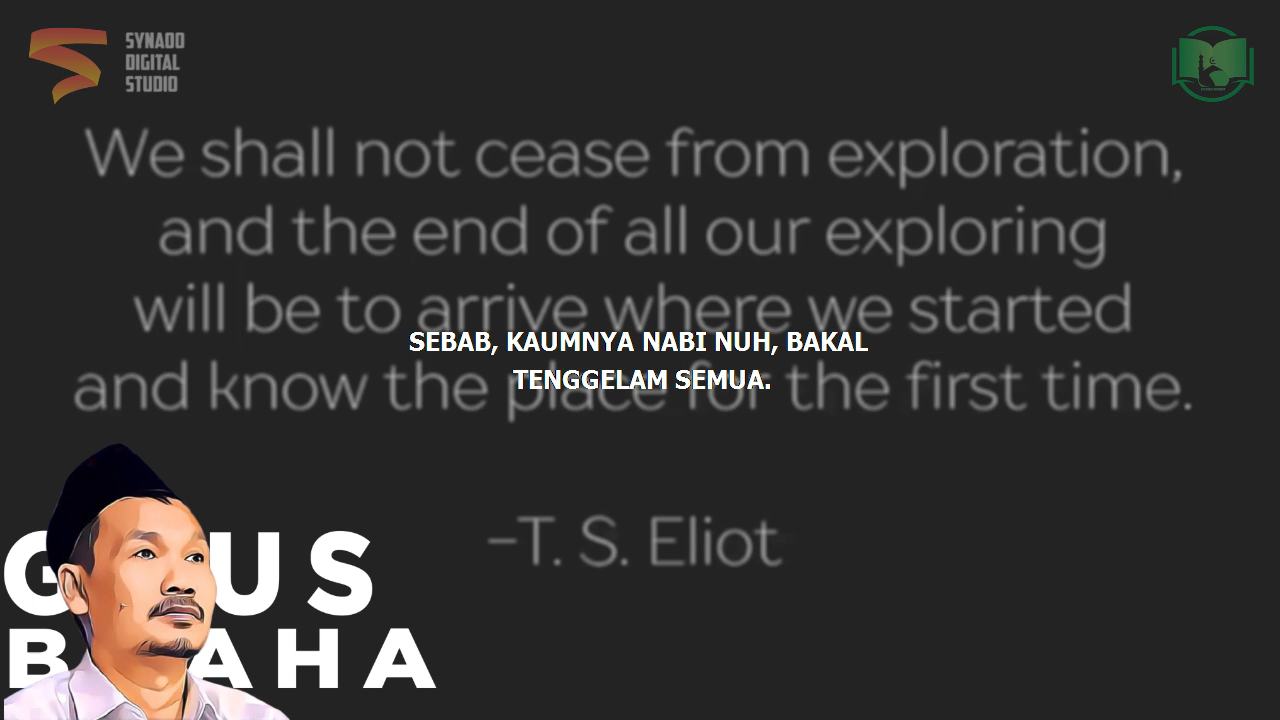 SYNADO
DIGITAL
STUDIO
We shall not cease from exploration,
and the end of all our exploring
will be to arrive where we started
and know the place for the first time.
–T. S. Eliot
SEBAB, KAUMNYA NABI NUH, BAKAL
TENGGELAM SEMUA.
GUS
BAHA